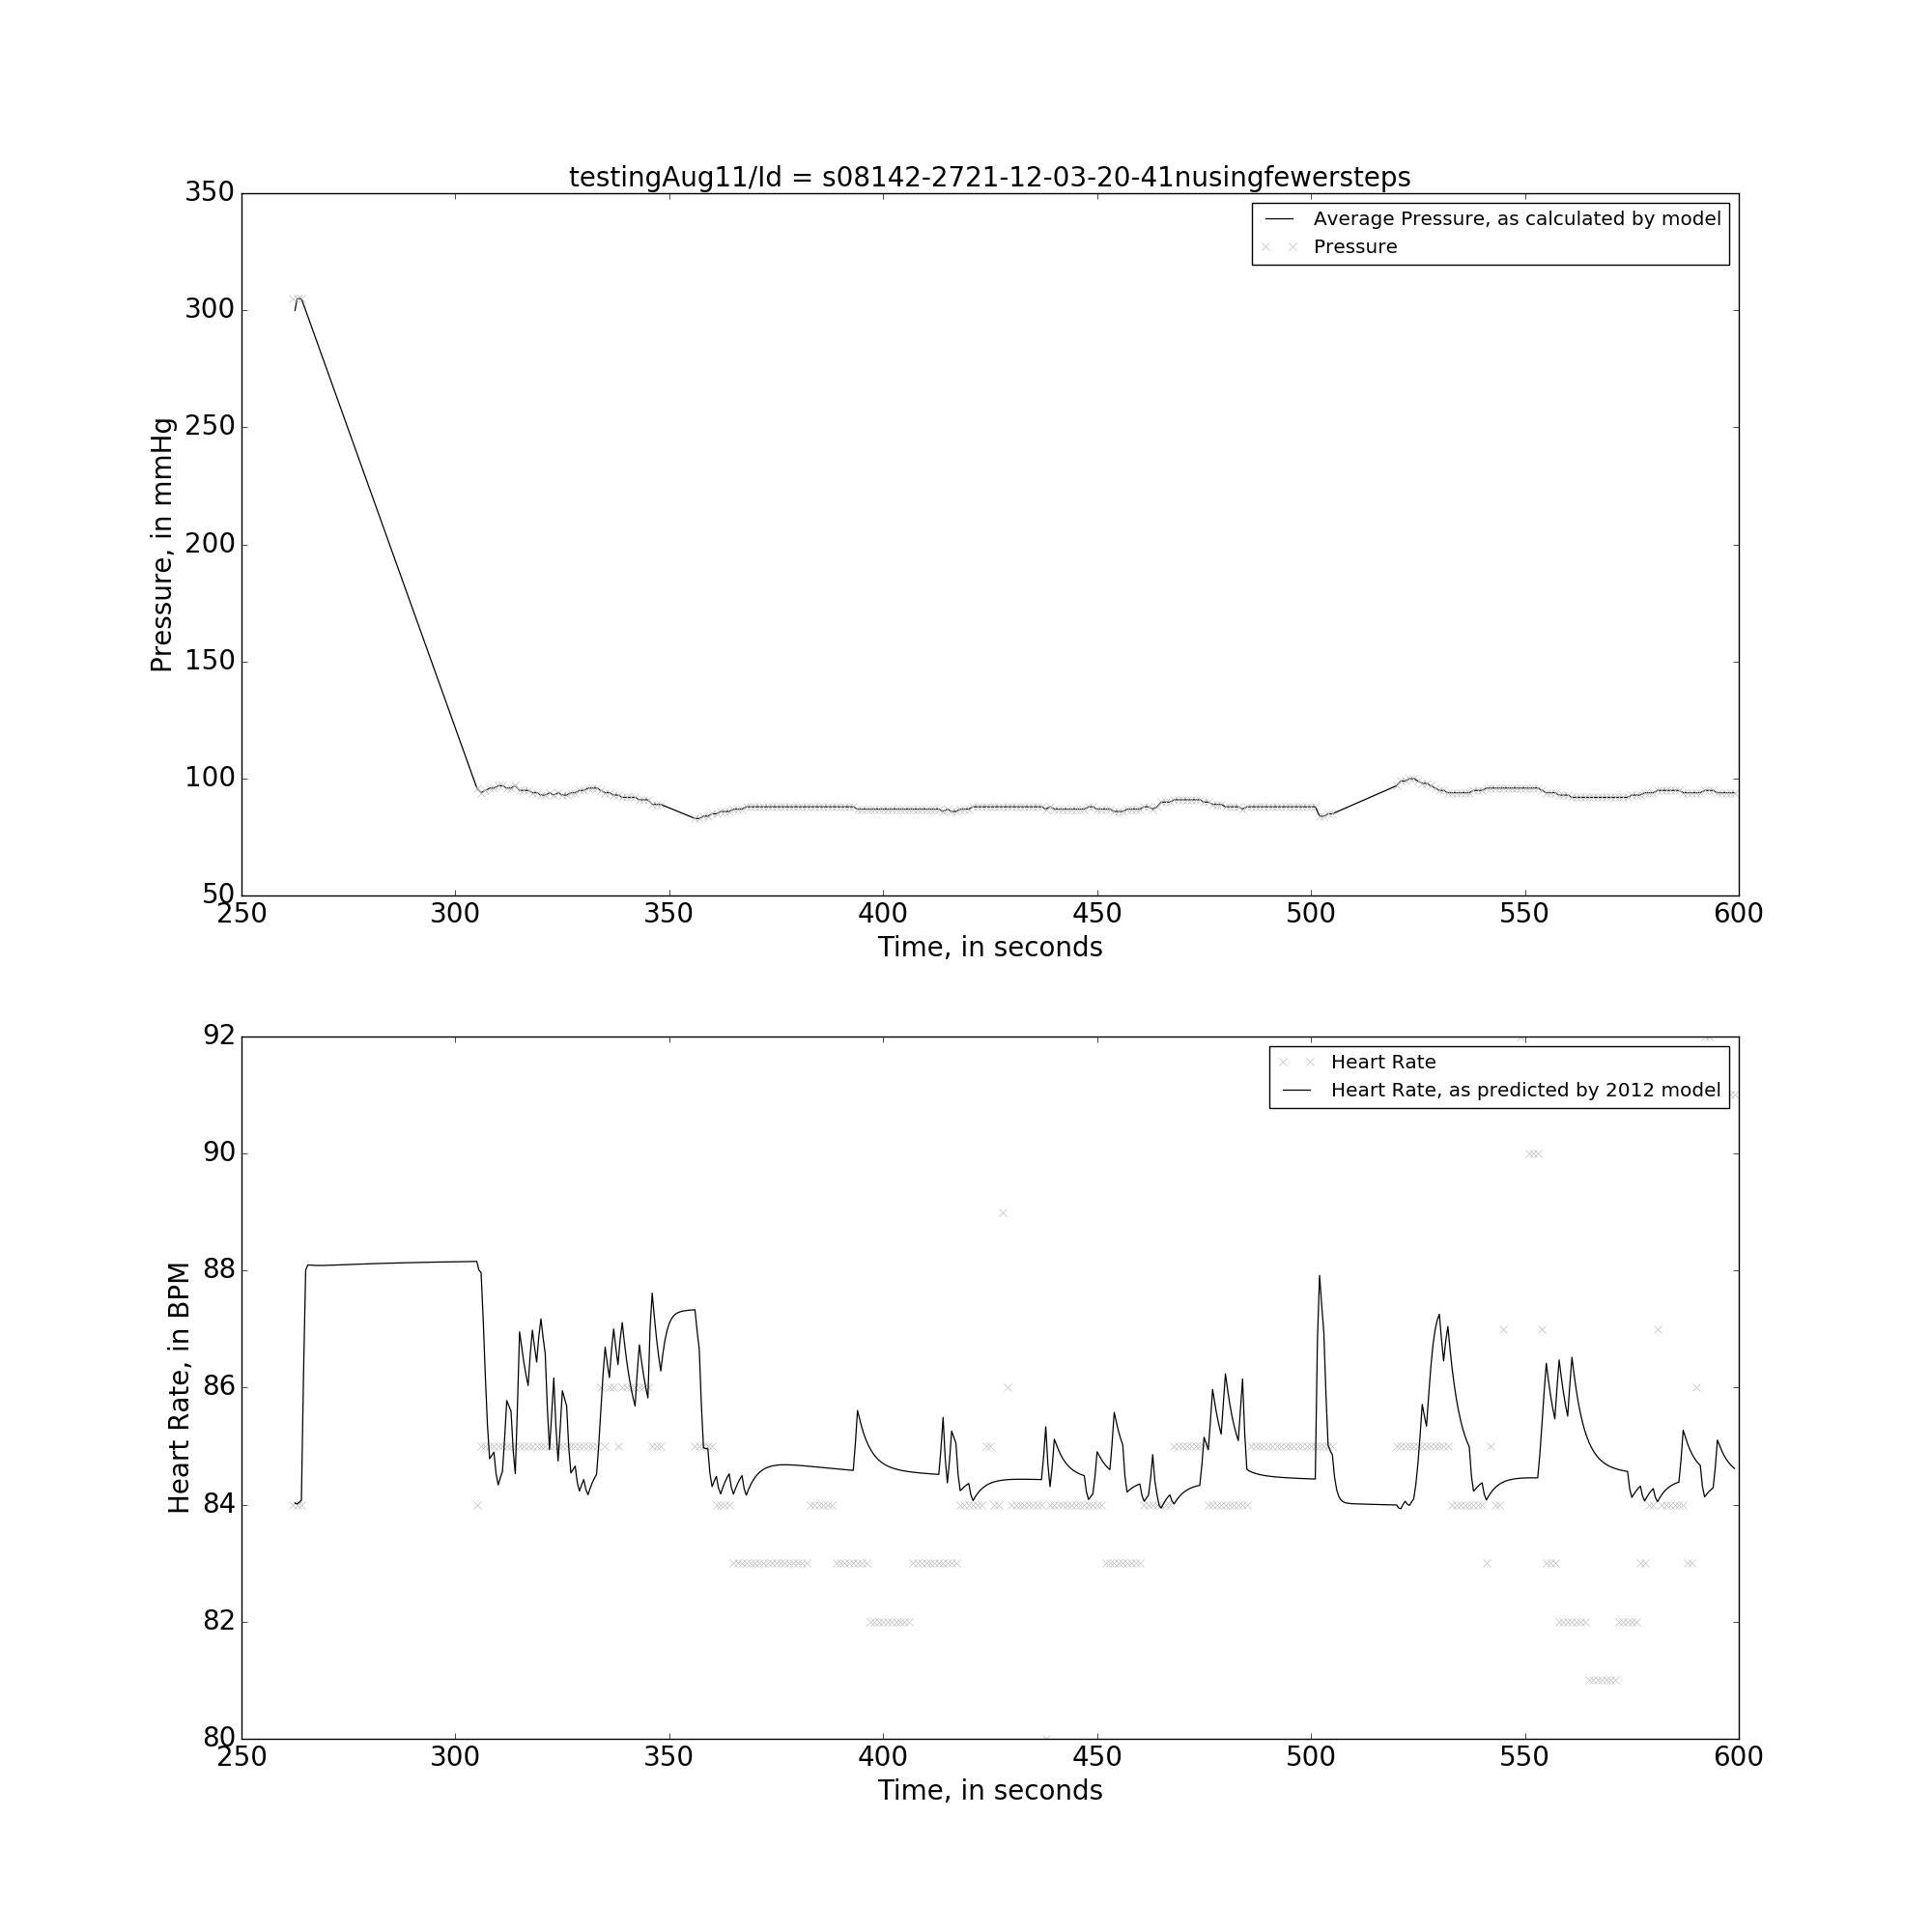 testingAug11/Id = s08142-2721-12-03-20-41nusingfewersteps
350
300
250
200
150
100
50
Pressure, in mmHg
Average Pressure, as calculated by model
Pressure
250 300 350 400 450 500 550 600
Time, in seconds
92
90
88
86
84
82
80
Heart Rate, in BPM
Heart Rate
Heart Rate, as predicted by 2012 model
250 300 350 400 450 500 550 600
Time, in seconds